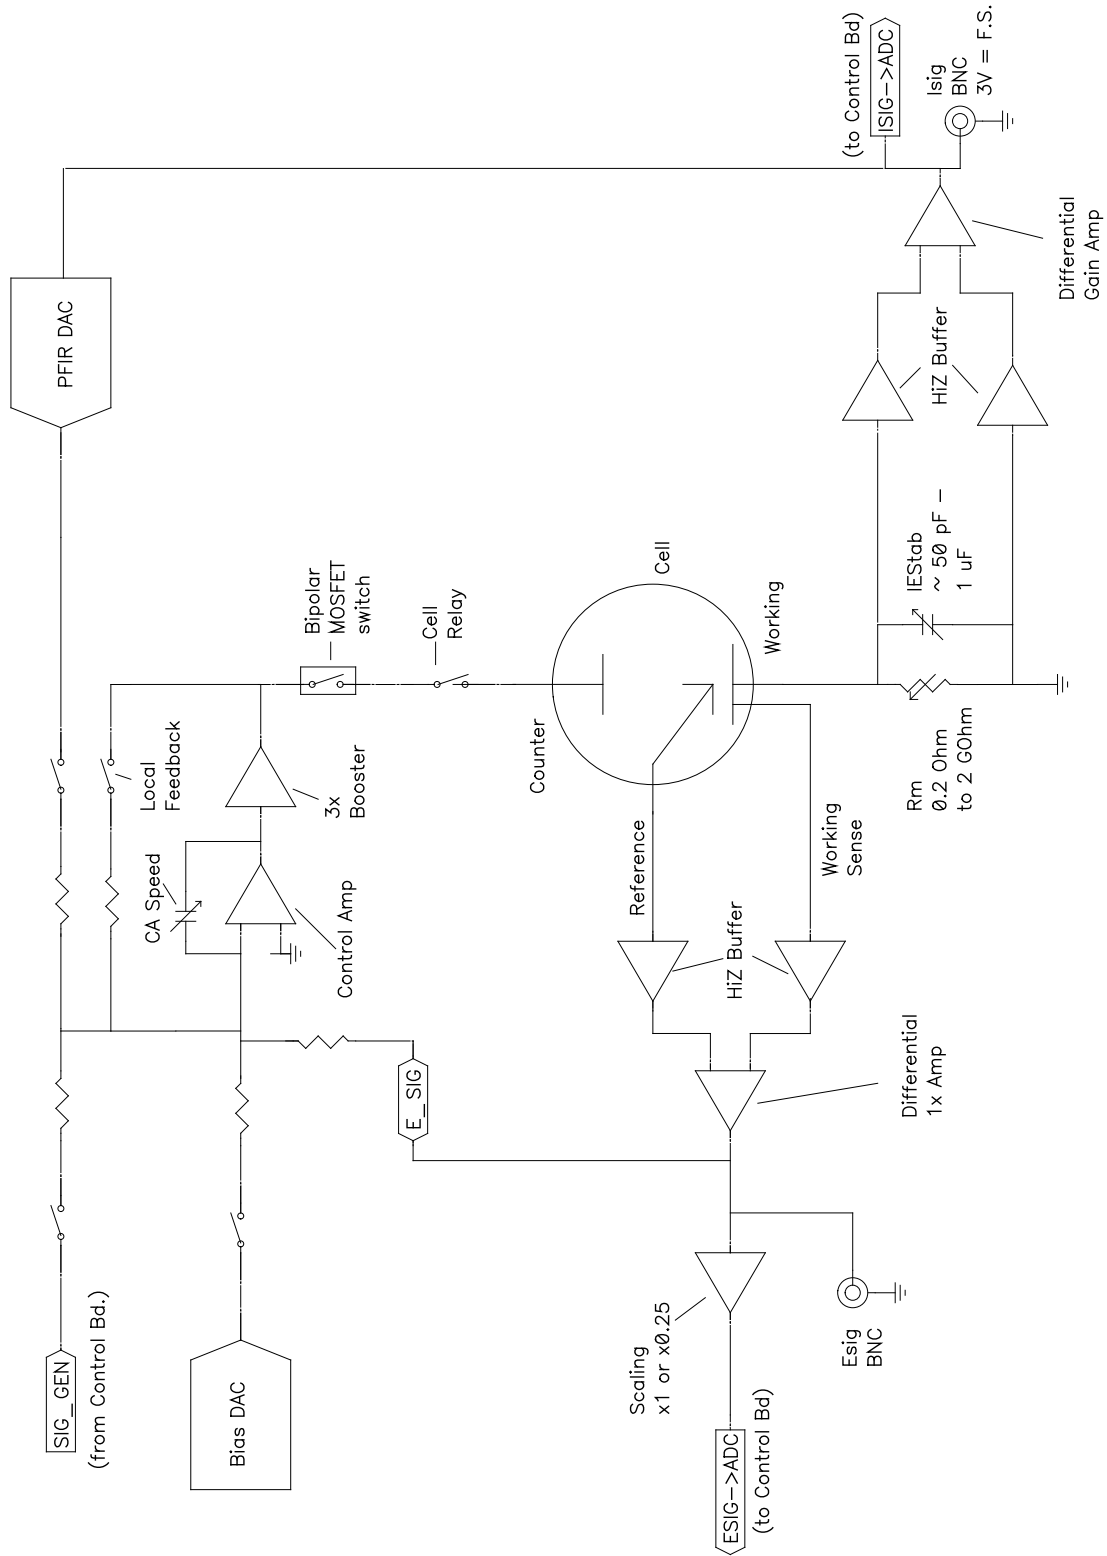 SIG_GEN
(from Control Bd.)
Bias DAC
E_SIG
CA Speed
Control Amp
Local
Feedback
3x
Booster
Bipolar
MOSFET
switch
Cell
Relay
PFIR DAC
Counter
Cell
Reference
Working
Working
Sense
HiZ Buffer
Differential
1x Amp
Scaling
x1 or x0.25
ESIG->ADC
(to Control Bd)
Esig
BNC
Rm
0.2 Ohm
to 2 GOhm
IEStab
~ 50 pF -
1 uF
HiZ Buffer
Differential
Gain Amp
(to Control Bd)
ISIG->ADC
Isig
BNC
3V = F.S.